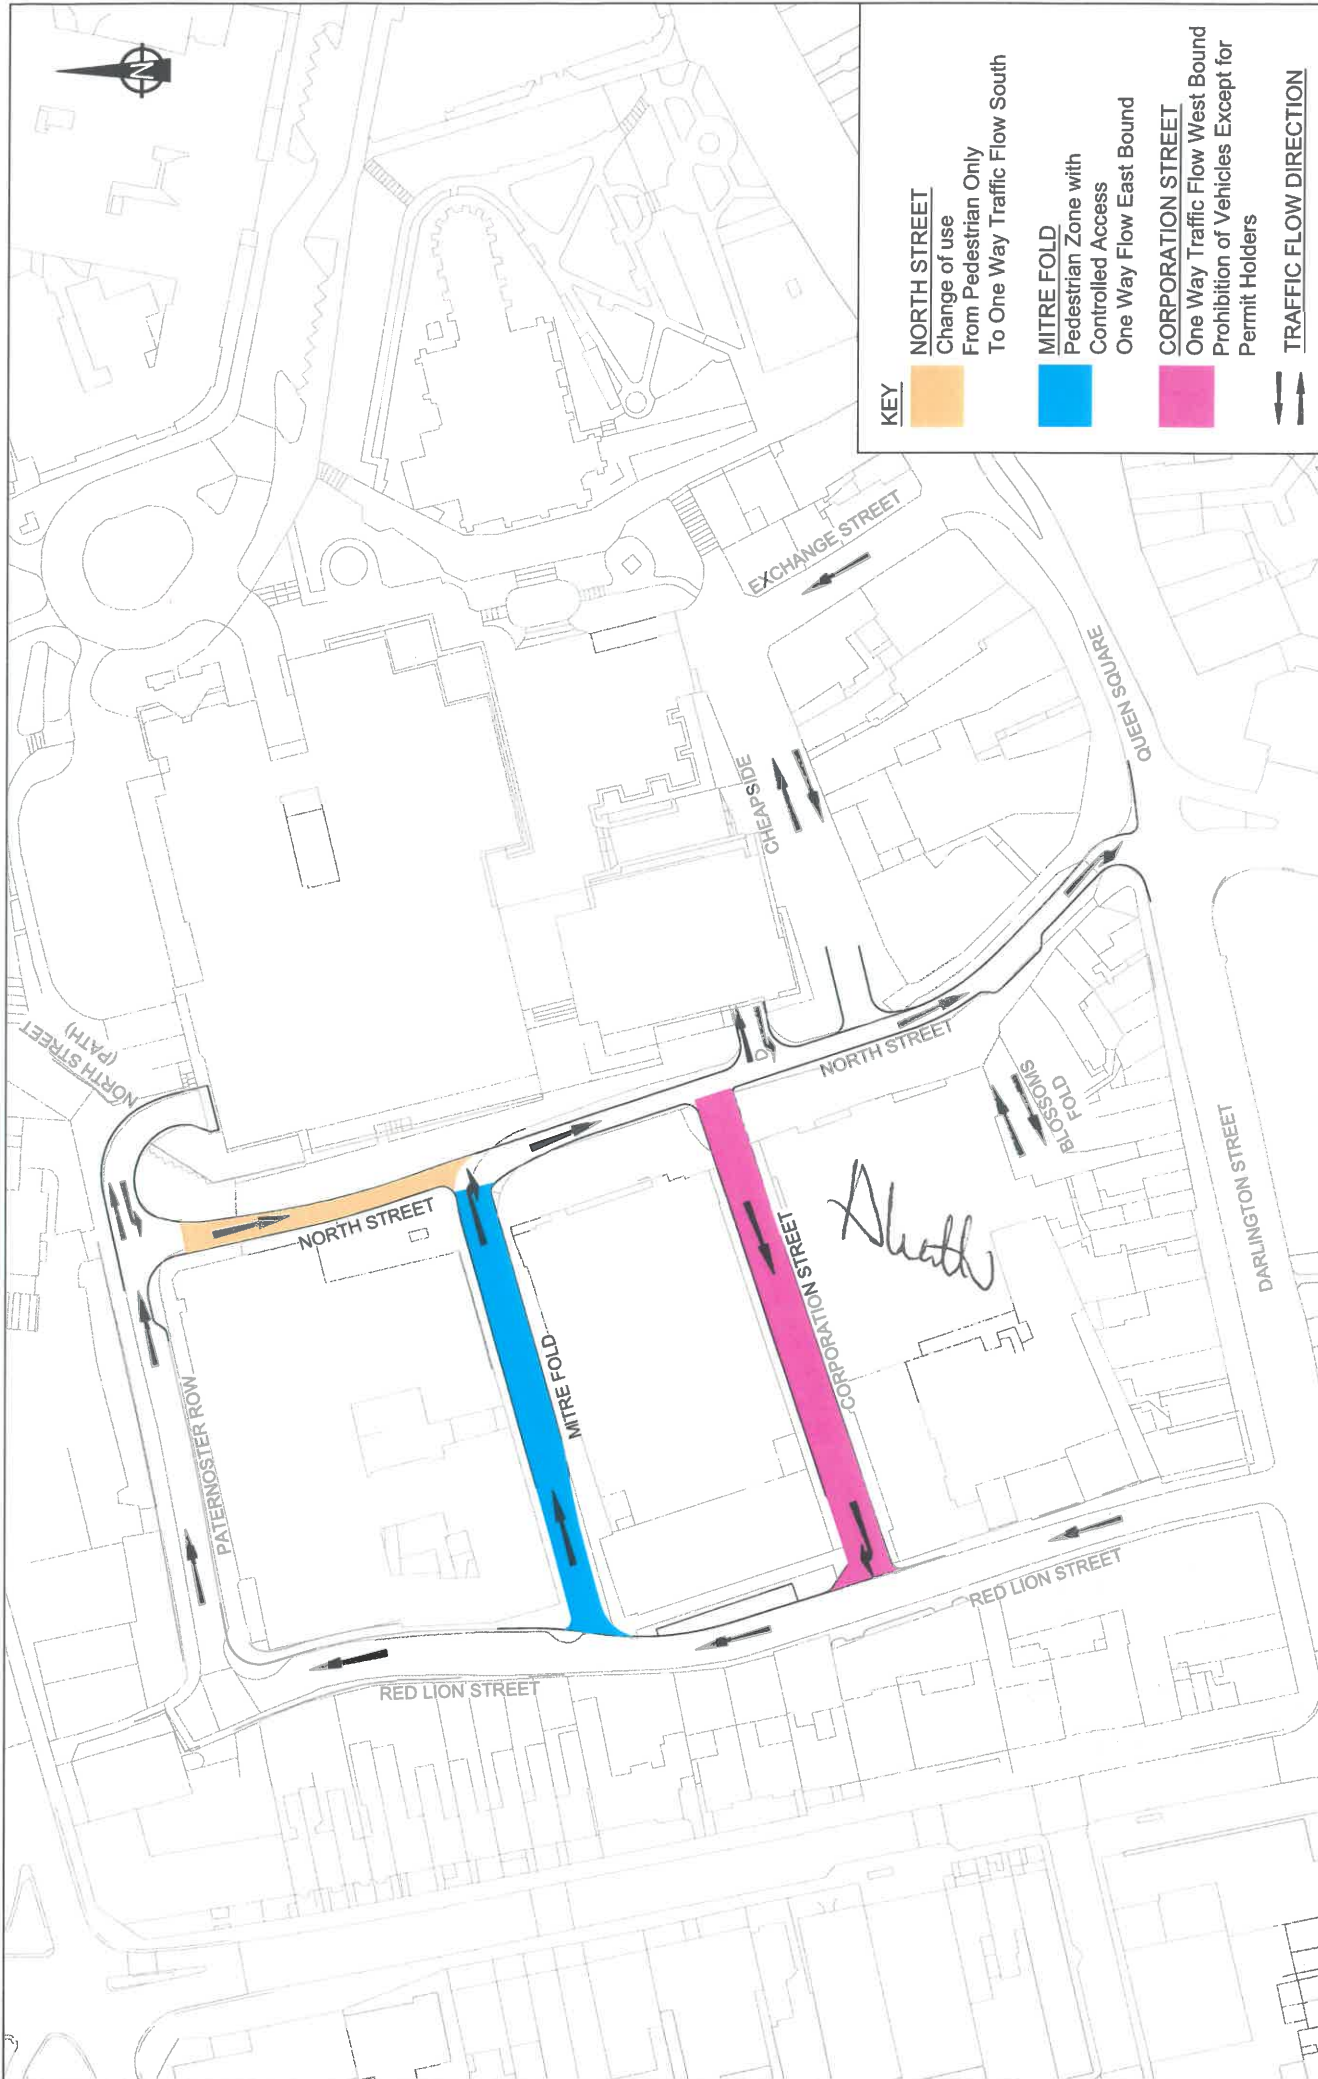 N
NORTH STREET
(PATH)
PATERNOSTER ROW
RED LION STREET
NORTH STREET
MITRE FOLD
CORPORATION STREET
NORTH STREET
CHEAPSIDE
EXCHANGE STREET
QUEEN SQUARE
BLOSSOMS
FOLD
DARLINGTON STREET
RED LION STREET
KEY
NORTH STREET
Change of use
From Pedestrian Only
To One Way Traffic Flow South
MITRE FOLD
Pedestrian Zone with
Controlled Access
One Way Flow East Bound
CORPORATION STREET
One Way Traffic Flow West Bound
Prohibition of Vehicles Except for
Permit Holders
TRAFFIC FLOW DIRECTION